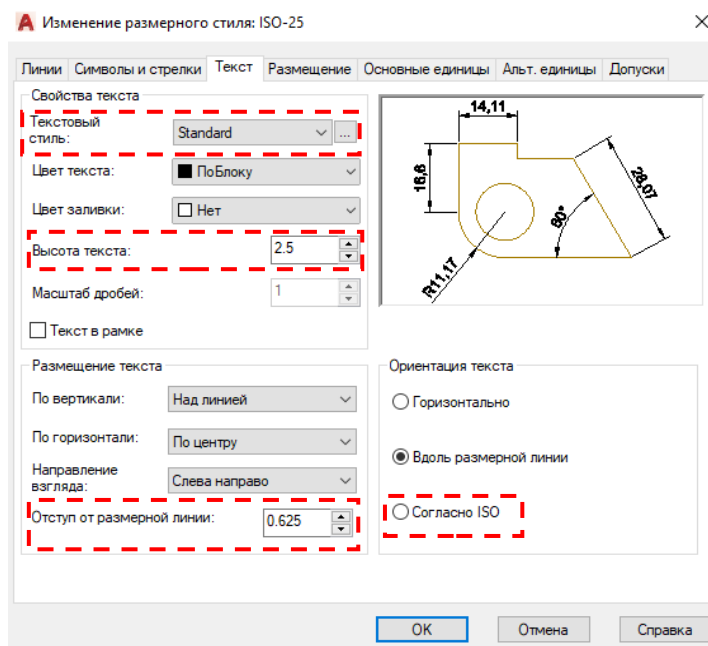 Изменение размерного стиля: ISO-25
Линии Символы и стрелки Текст Размещение Основные единицы Альт. единицы Допуски
Свойства текста
Текстовый
стиль:
Standard
...
Цвет текста:
ПоБлоку
Цвет заливки:
Нет
Высота текста:
2.5
Масштаб дробей:
1
Текст в рамке
14,11
16,6
28,07
60°
R11,17
Размещение текста
По вертикали:
Над линией
По горизонтали:
По центру
Направление
взгляда:
Слева направо
Отступ от размерной линии:
0.625
Ориентация текста
Горизонтально
Вдоль размерной линии
Согласно ISO
OK Отмена Справка